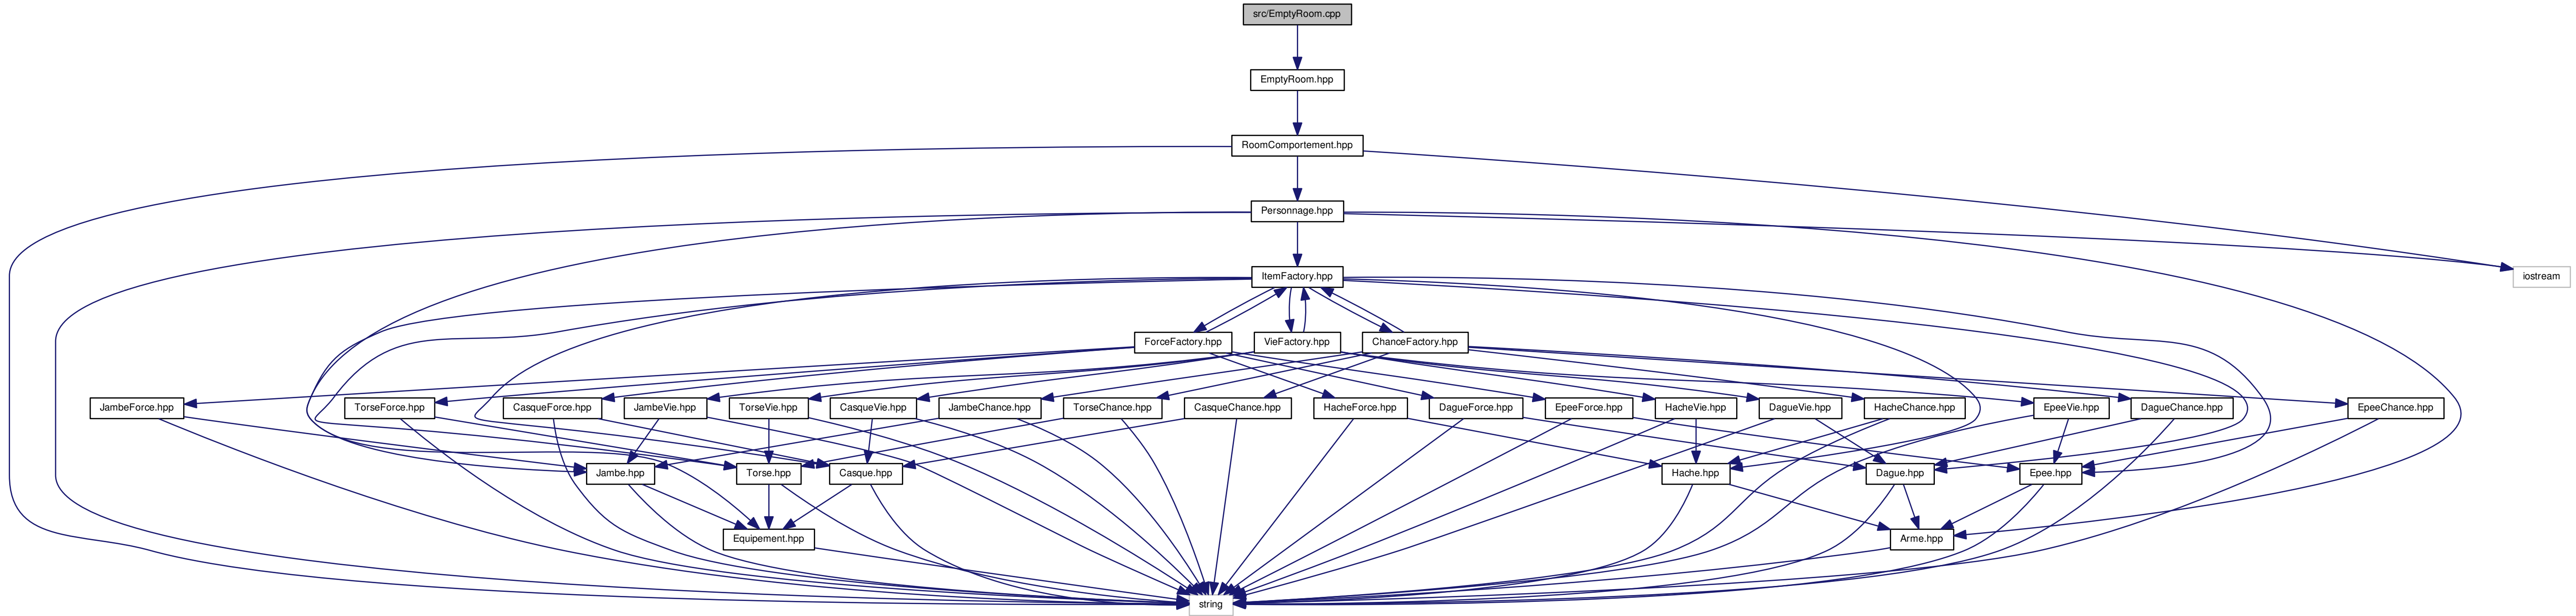 src/EmptyRoom.cpp
EmptyRoom.hpp
RoomComportement.hpp
Personnage.hpp
ItemFactory.hpp
iostream
ForceFactory.hpp
VieFactory.hpp
ChanceFactory.hpp
JambeForce.hpp
TorseForce.hpp
CasqueForce.hpp
JambeVie.hpp
TorseVie.hpp
CasqueVie.hpp
JambeChance.hpp
TorseChance.hpp
CasqueChance.hpp
HacheForce.hpp
DagueForce.hpp
EpeeForce.hpp
HacheVie.hpp
DagueVie.hpp
HacheChance.hpp
EpeeVie.hpp
DagueChance.hpp
EpeeChance.hpp
Jambe.hpp
Torse.hpp
Casque.hpp
Hache.hpp
Dague.hpp
Epee.hpp
Equipement.hpp
Arme.hpp
string